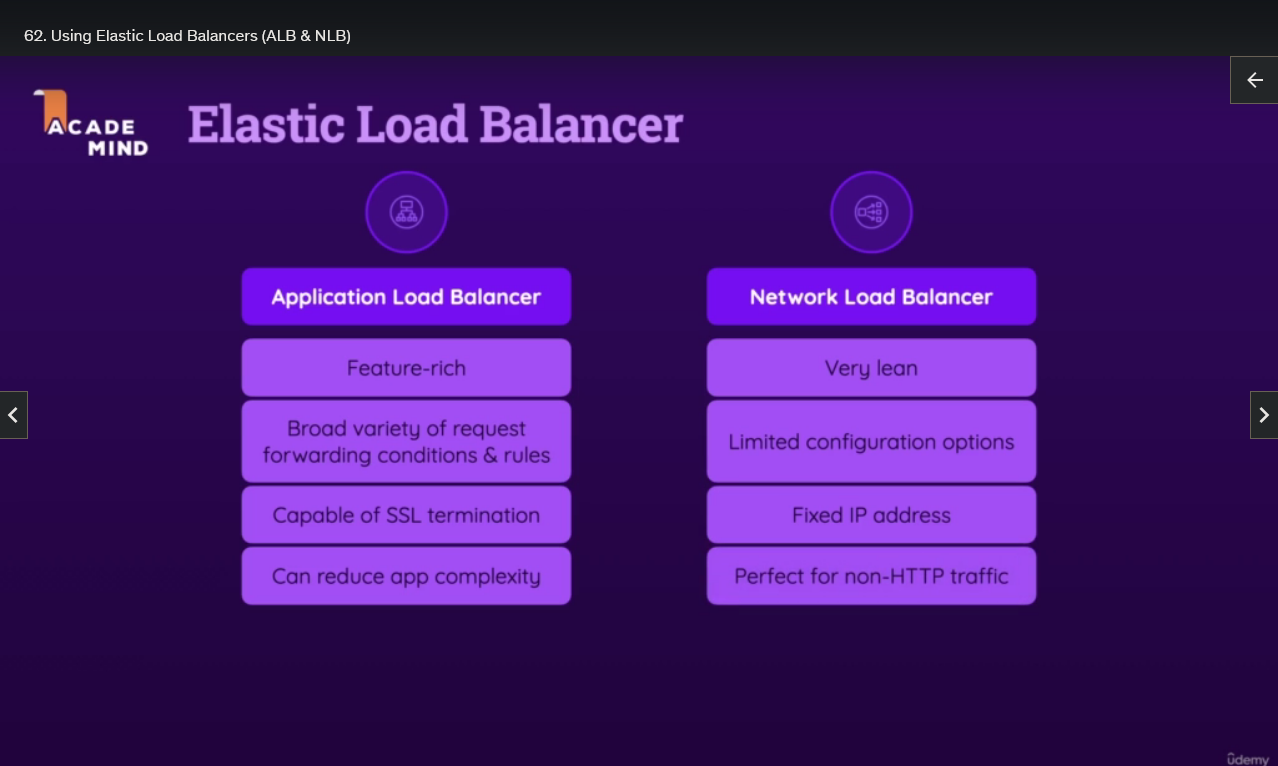 62. Using Elastic Load Balancers (ALB & NLB)
ACADE
MIND
Elastic Load Balancer
Application Load Balancer
Feature-rich
Broad variety of request
forwarding conditions & rules
Capable of SSL termination
Can reduce app complexity
Network Load Balancer
Very lean
Limited configuration options
Fixed IP address
Perfect for non-HTTP traffic
udemy